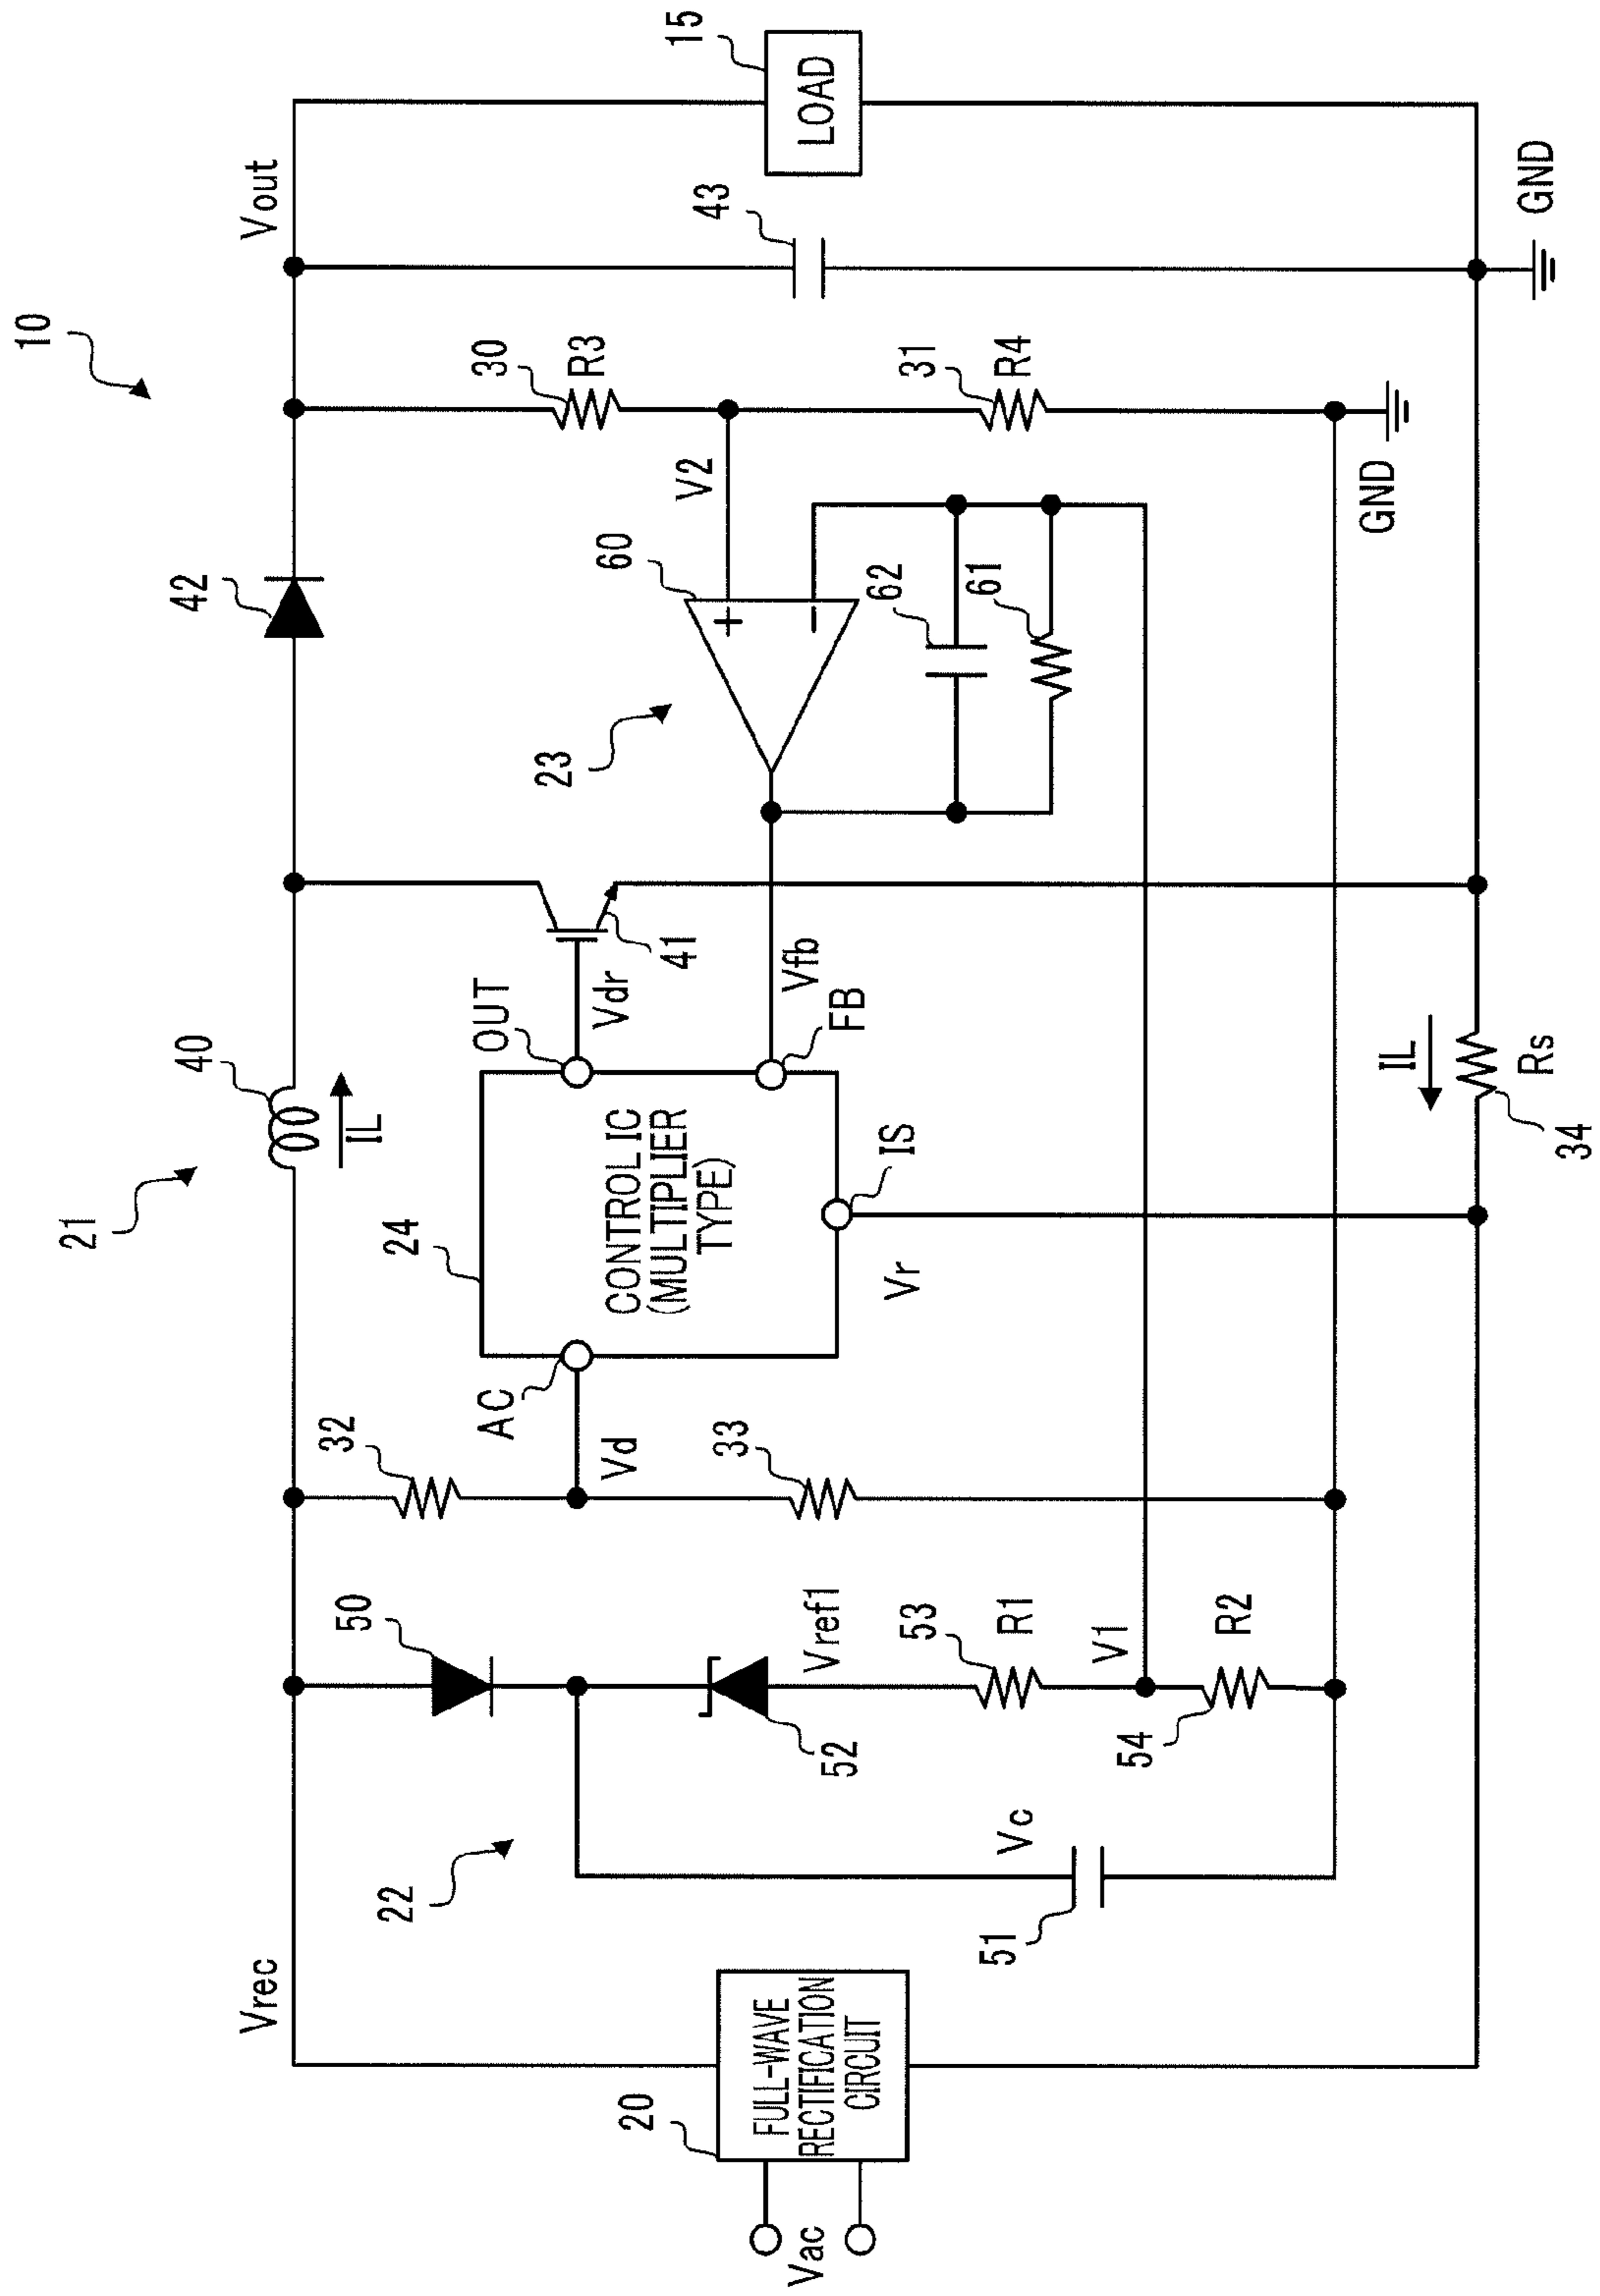 10
21
40
IL
42
Vout
Vrec
22
50
32
AC
Vd
24
CONTROL IC
(MULTIPLIER
TYPE)
OUT
Vdr
41
23
60
+
−
V2
30
R3
43
15
LOAD
Vfb
FB
IS
Vr
33
62
61
31
R4
52
Vref1
53
R1
V1
54
R2
51
Vc
20
FULL-WAVE
RECTIFICATION
CIRCUIT
Vac
IL
Rs
34
GND
GND